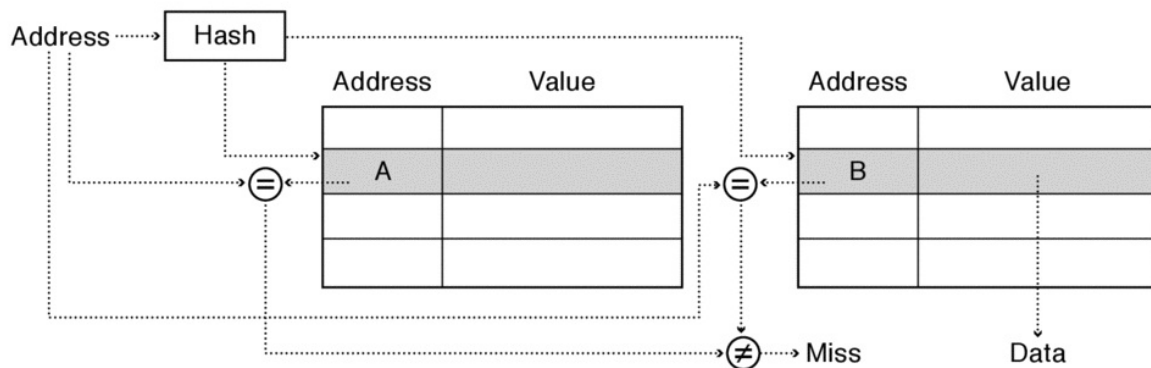 Address Hash
Address Value Address Value
A B
= =
≠ Miss Data